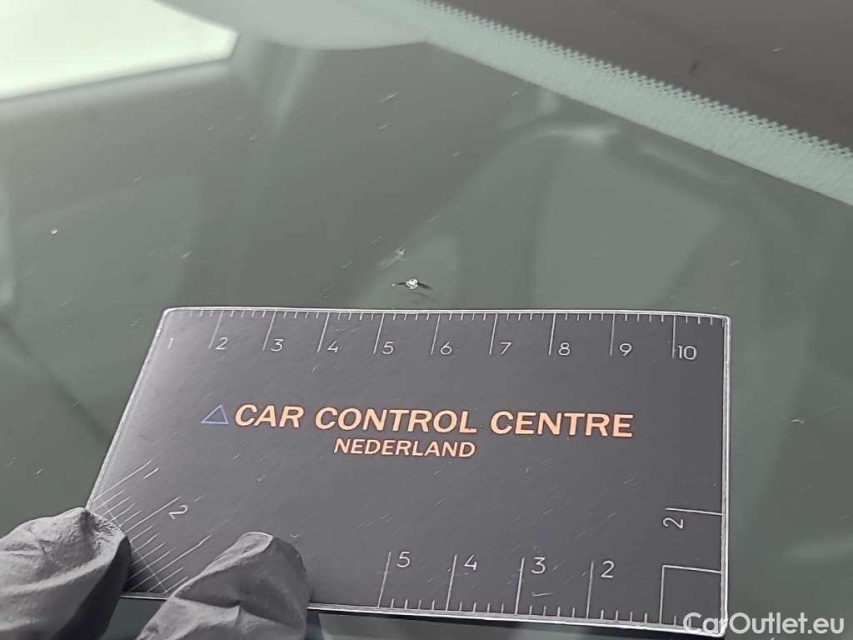 1 2 3 4 5 6 7 8 9 10
CAR CONTROL CENTRE
NEDERLAND
2
2
5 4 3 2
CarOutlet.eu